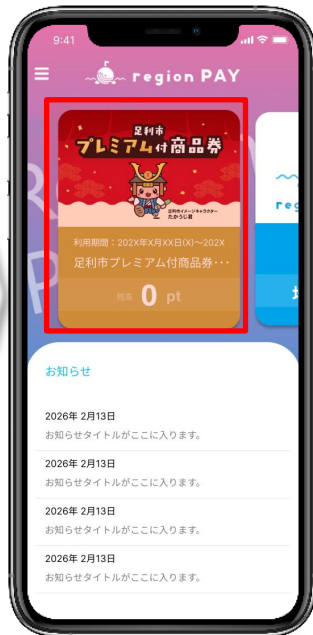 9:41
region PAY
足利市
プレミアム付商品券
足利市イメージキャラクター
たかうじ君
利用期間:202X年X月XX日(X)〜202X
足利市プレミアム付商品券・・・
残高 0 pt
お知らせ
2026年 2月13日
お知らせタイトルがここに入ります。
2026年 2月13日
お知らせタイトルがここに入ります。
2026年 2月13日
お知らせタイトルがここに入ります。
2026年 2月13日
お知らせタイトルがここに入ります。